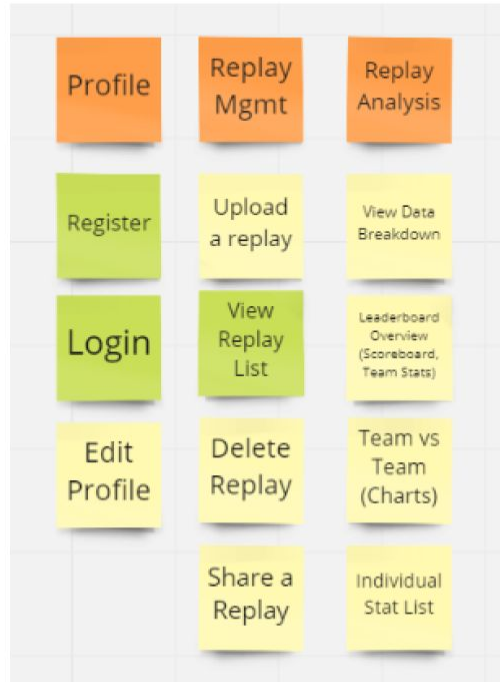 Profile
Replay
Mgmt
Replay
Analysis
Register
Upload
a replay
View Data
Breakdown
Login
View
Replay
List
Leaderboard
Overview
(Scoreboard,
Team Stats)
Edit
Profile
Delete
Replay
Team vs
Team
(Charts)
Share a
Replay
Individual
Stat List